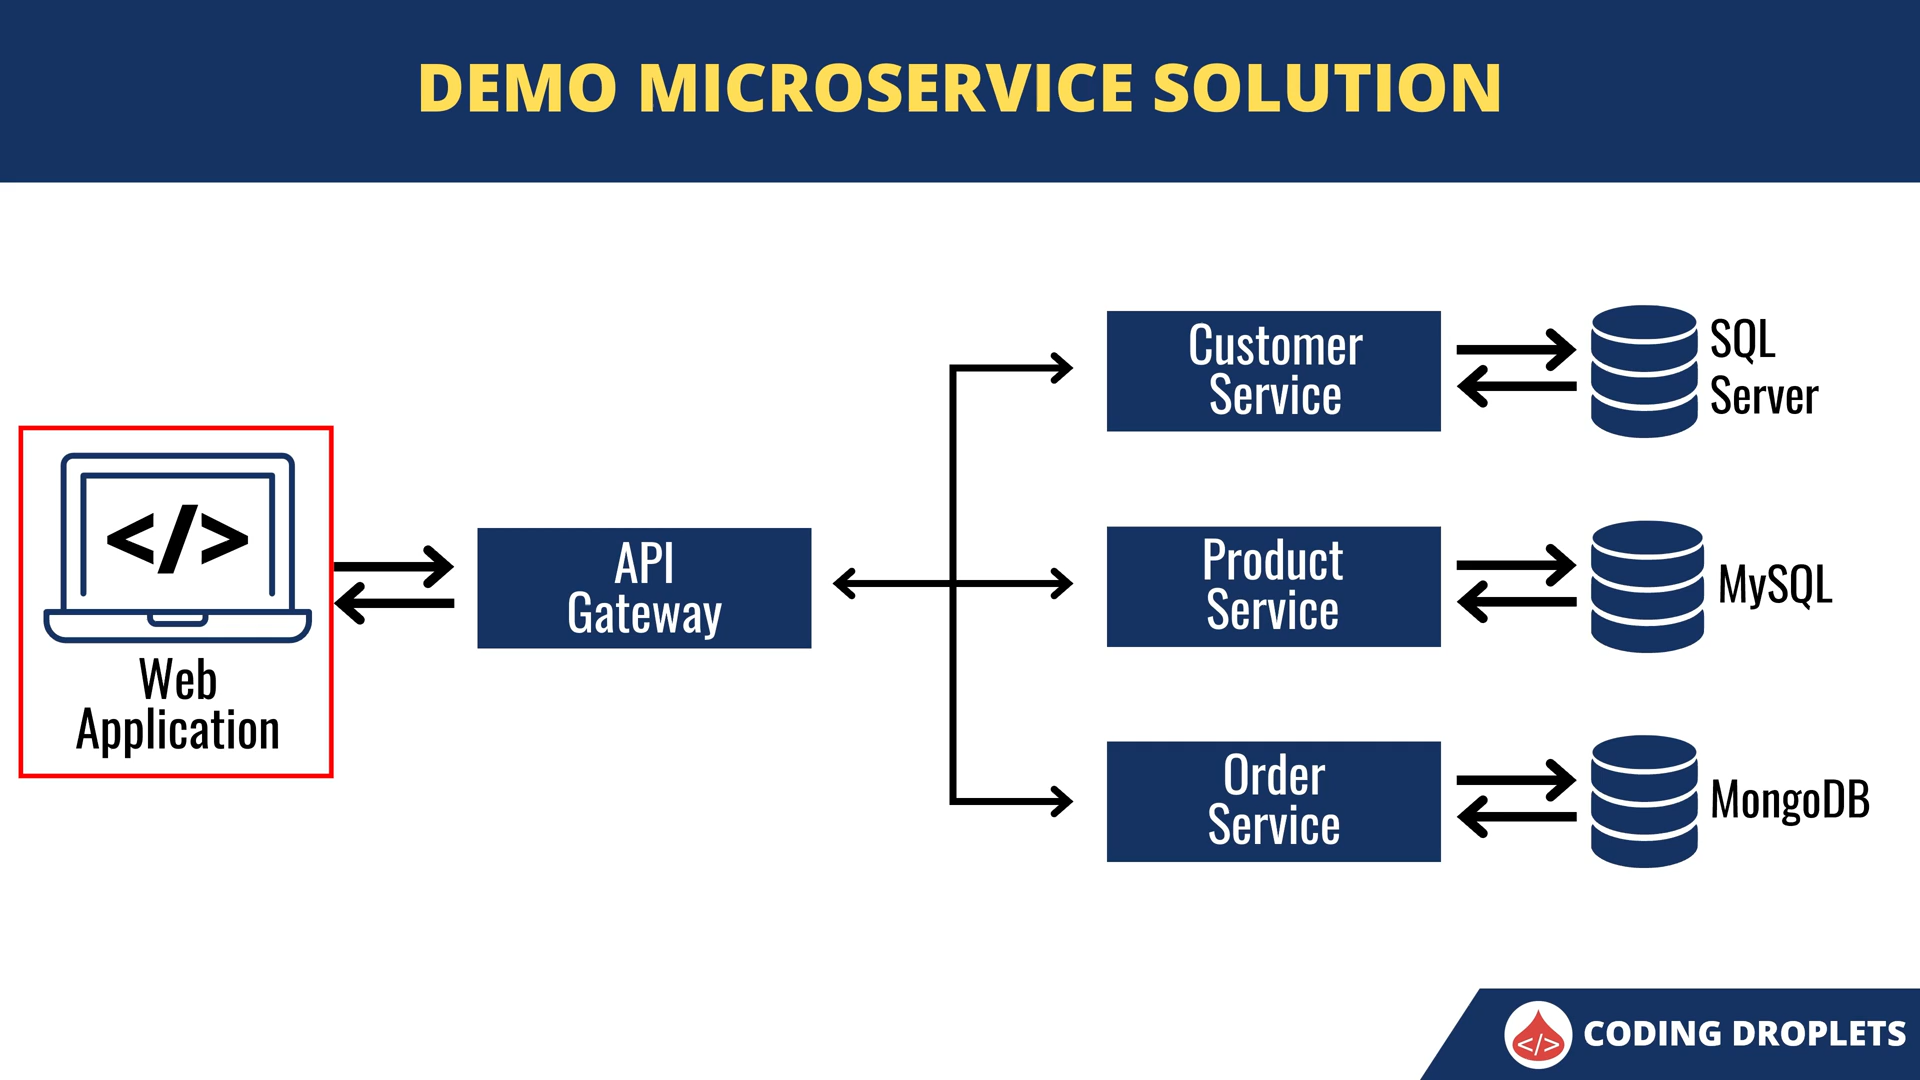 DEMO MICROSERVICE SOLUTION
</>
Web
Application
API
Gateway
Customer
Service
SQL
Server
Product
Service
MySQL
Order
Service
MongoDB
</>
CODING DROPLETS